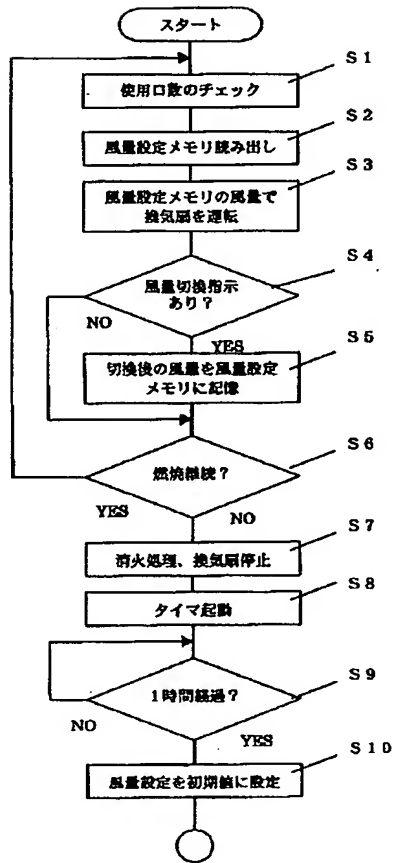 スタート
S1
使用口数のチェック
S2
風量設定メモリ読み出し
S3
風量設定メモリの風量で
換気扇を運転
S4
風量切換指示
あり?
NO
YES
S5
切換後の風量を風量設定
メモリに記憶
S6
燃焼継続?
YES
NO
S7
消火処理、換気扇停止
S8
タイマ起動
S9
1時間経過?
NO
YES
S10
風量設定を初期値に設定